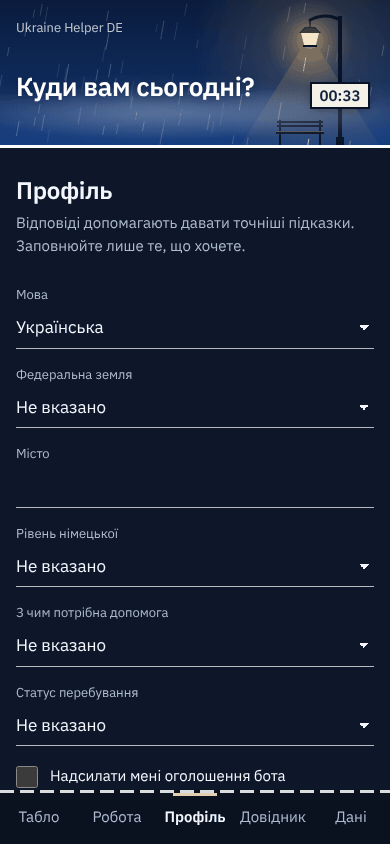 Ukraine Helper DE
Куди вам сьогодні?
00:33
Профіль
Відповіді допомагають давати точніші підказки.
Заповнюйте лише те, що хочете.
Мова
Українська
Федеральна земля
Не вказано
Місто
Рівень німецької
Не вказано
З чим потрібна допомога
Не вказано
Статус перебування
Не вказано
Надсилати мені оголошення бота
Табло Робота Профіль Довідник Дані